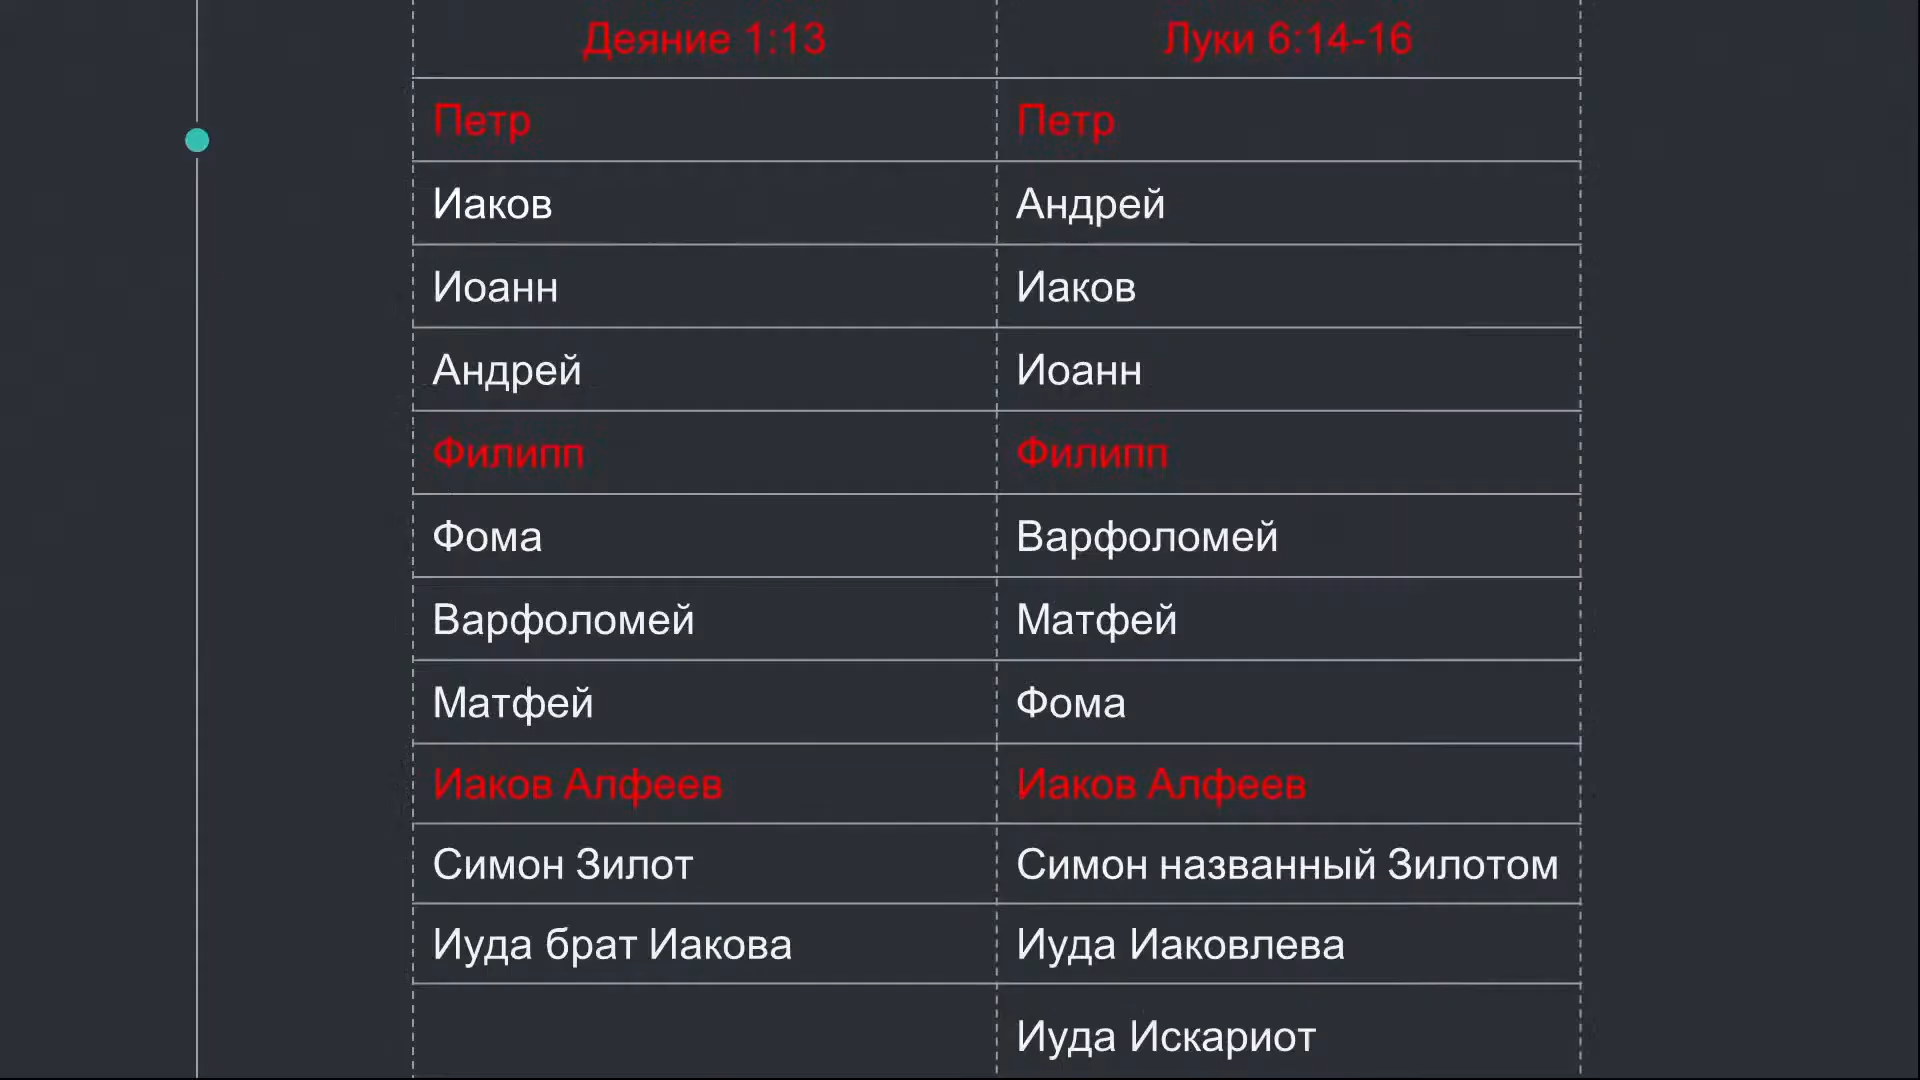 Деяние 1:13 Луки 6:14-16
Петр Петр
Иаков Андрей
Иоанн Иаков
Андрей Иоанн
Филипп Филипп
Фома Варфоломей
Варфоломей Матфей
Матфей Фома
Иаков Алфеев Иаков Алфеев
Симон Зилот Симон названный Зилотом
Иуда брат Иакова Иуда Иаковлева
Иуда Искариот